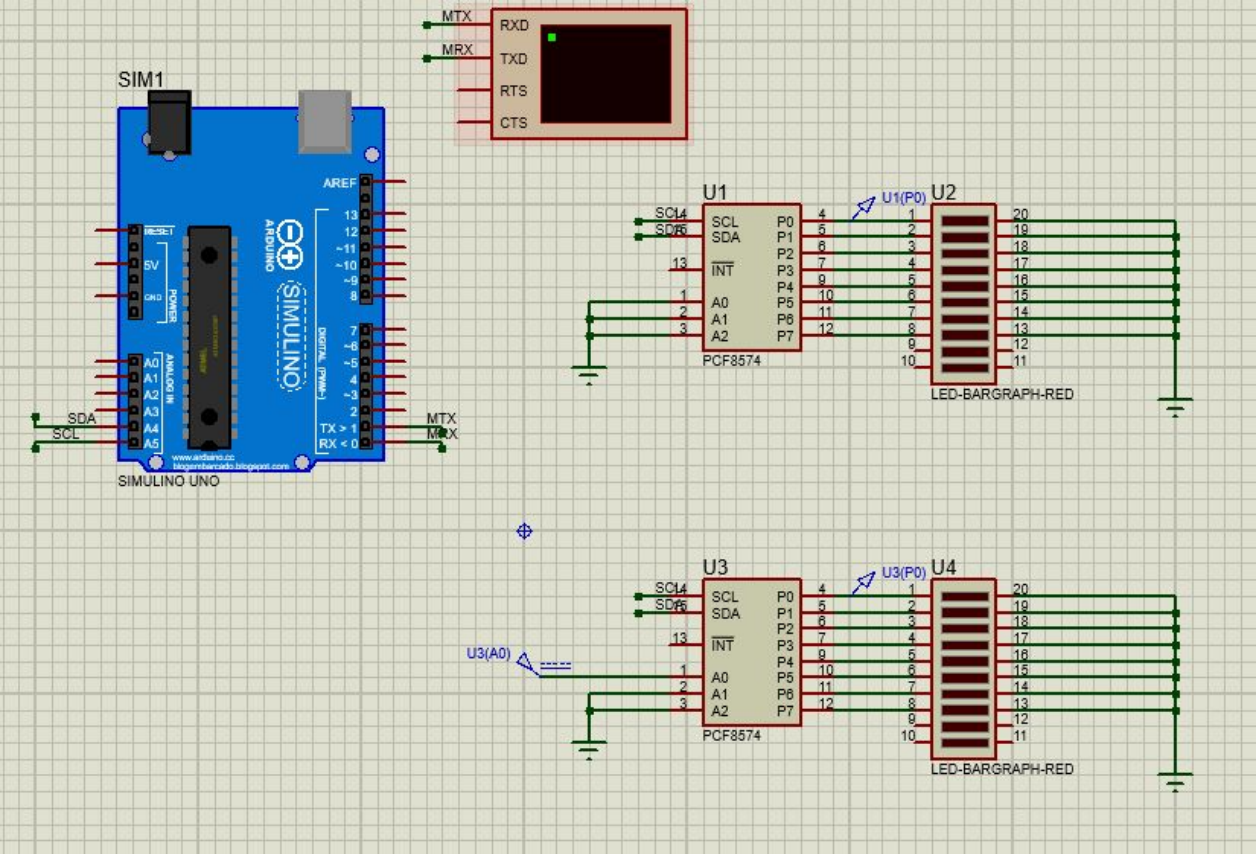 MTX
MRX
RXD
TXD
RTS
CTS
SIM1
AREF
13
12
~11
~10
~9
8
7
~6
~5
4
~3
2
TX > 1
RX < 0
RESET
5V
GND
POWER
A0
A1
A2
A3
A4
A5
ANALOG IN
ARDUINO
SIMULINO
DIGITAL (PWM~)
ATMEL
www.arduino.cc
blogembarcado.blogspot.com
SIMULINO UNO
SDA
SCL
MTX
MRX
U1
SCL 14 SCL P0 4
SDA 15 SDA P1 5
P2 6
13 INT P3 7
P4 9
1 A0 P5 10
2 A1 P6 11
3 A2 P7 12
PCF8574
U1(P0)
U2
1 20
2 19
3 18
4 17
5 16
6 15
7 14
8 13
9 12
10 11
LED-BARGRAPH-RED
U3
SCL 14 SCL P0 4
SDA 15 SDA P1 5
P2 6
13 INT P3 7
P4 9
U3(A0)
1 A0 P5 10
2 A1 P6 11
3 A2 P7 12
PCF8574
U3(P0)
U4
1 20
2 19
3 18
4 17
5 16
6 15
7 14
8 13
9 12
10 11
LED-BARGRAPH-RED